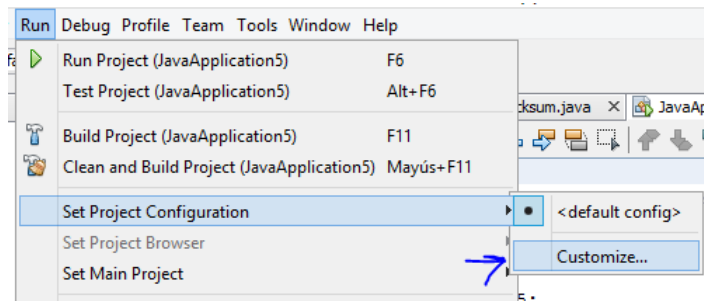 Run Debug Profile Team Tools Window Help
Run Project (JavaApplication5) F6
Test Project (JavaApplication5) Alt+F6
cksum.java JavaAp
Build Project (JavaApplication5) F11
Clean and Build Project (JavaApplication5) Mayús+F11
Set Project Configuration
<default config>
Set Project Browser
Customize...
Set Main Project